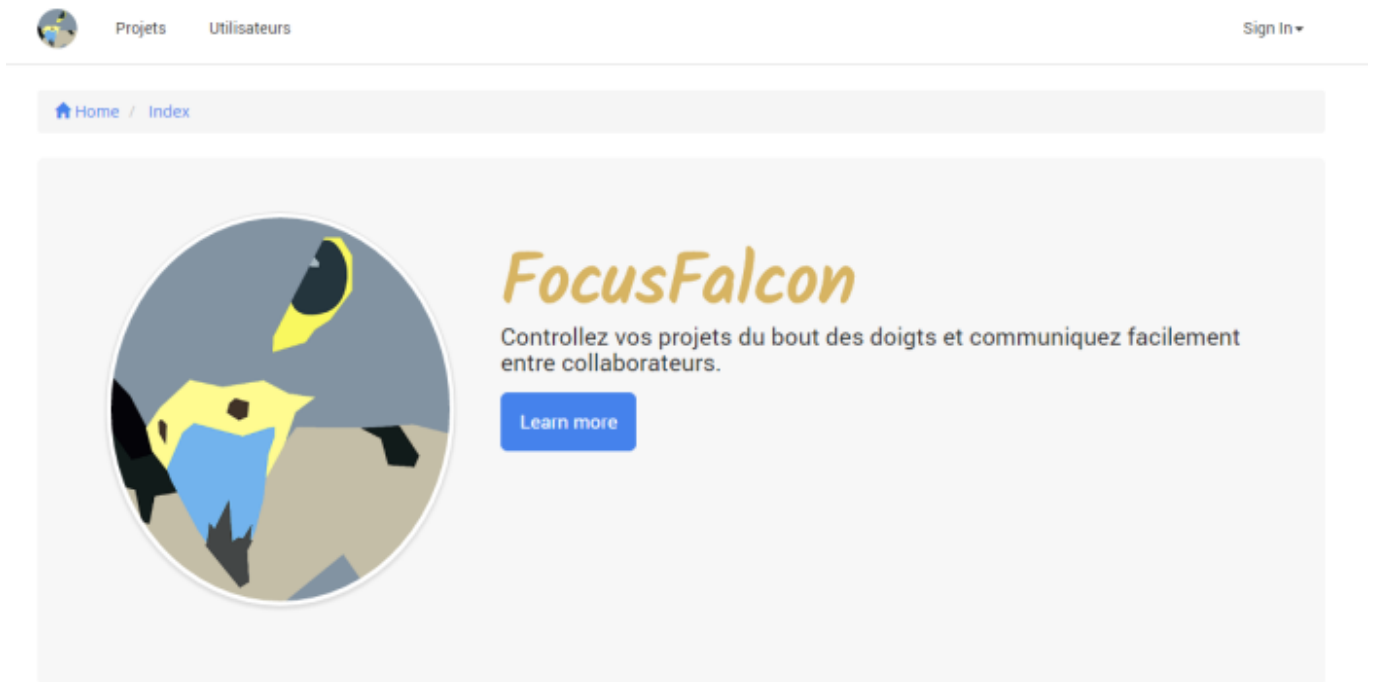 Projets Utilisateurs Sign In
Home / Index
FocusFalcon
Controllez vos projets du bout des doigts et communiquez facilement
entre collaborateurs.
Learn more